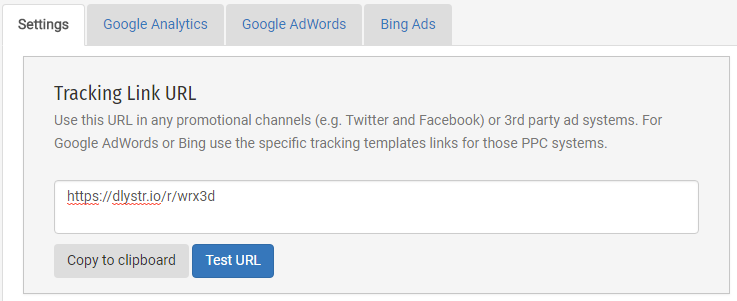 Settings
Google Analytics
Google AdWords
Bing Ads
Tracking Link URL
Use this URL in any promotional channels (e.g. Twitter and Facebook) or 3rd party ad systems. For
Google AdWords or Bing use the specific tracking templates links for those PPC systems.
https://dlystr.io/r/wrx3d
Copy to clipboard
Test URL